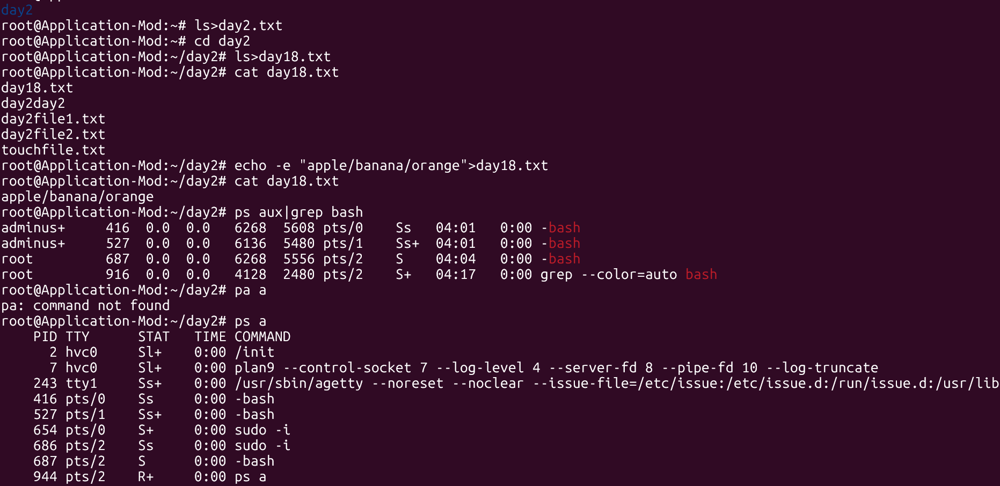 day2
root@Application-Mod:~# ls>day2.txt
root@Application-Mod:~# cd day2
root@Application-Mod:~/day2# ls>day18.txt
root@Application-Mod:~/day2# cat day18.txt
day18.txt
day2day2
day2file1.txt
day2file2.txt
touchfile.txt
root@Application-Mod:~/day2# echo -e "apple/banana/orange">day18.txt
root@Application-Mod:~/day2# cat day18.txt
apple/banana/orange
root@Application-Mod:~/day2# ps aux|grep bash
adminus+     416  0.0  0.0   6268  5608 pts/0    Ss   04:01   0:00 -bash
adminus+     527  0.0  0.0   6136  5480 pts/1    Ss+  04:01   0:00 -bash
root         687  0.0  0.0   6268  5556 pts/2    S    04:04   0:00 -bash
root         916  0.0  0.0   4128  2480 pts/2    S+   04:17   0:00 grep --color=auto bash
root@Application-Mod:~/day2# pa a
pa: command not found
root@Application-Mod:~/day2# ps a
    PID TTY      STAT   TIME COMMAND
      2 hvc0     Sl+    0:00 /init
      7 hvc0     Sl+    0:00 plan9 --control-socket 7 --log-level 4 --server-fd 8 --pipe-fd 10 --log-truncate
    243 tty1     Ss+    0:00 /usr/sbin/agetty --noreset --noclear --issue-file=/etc/issue:/etc/issue.d:/run/issue.d:/usr/lib
    416 pts/0    Ss     0:00 -bash
    527 pts/1    Ss+    0:00 -bash
    654 pts/0    S+     0:00 sudo -i
    686 pts/2    Ss     0:00 sudo -i
    687 pts/2    S      0:00 -bash
    944 pts/2    R+     0:00 ps a